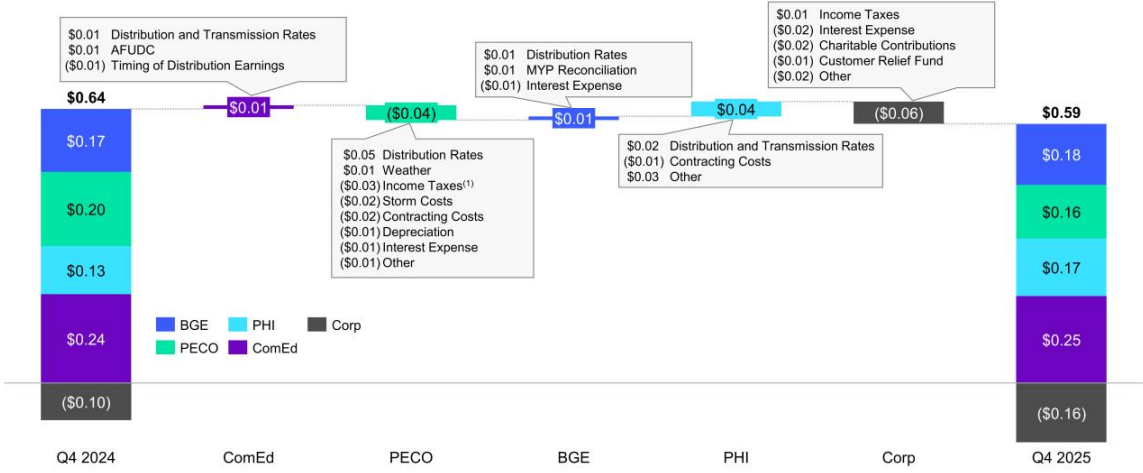 $0.01 Distribution and Transmission Rates
$0.01 AFUDC
($0.01) Timing of Distribution Earnings
$0.01 Distribution Rates
$0.01 MYP Reconciliation
($0.01) Interest Expense
$0.01 Income Taxes
($0.02) Interest Expense
($0.02) Charitable Contributions
($0.01) Customer Relief Fund
($0.02) Other
$0.64
$0.01
($0.04)
$0.01
$0.04
($0.06)
$0.59
$0.05 Distribution Rates
$0.01 Weather
($0.03) Income Taxes(1)
($0.02) Storm Costs
($0.02) Contracting Costs
($0.01) Depreciation
($0.01) Interest Expense
($0.01) Other
$0.02 Distribution and Transmission Rates
($0.01) Contracting Costs
$0.03 Other
$0.17
$0.20
$0.13
$0.24
($0.10)
BGE PHI Corp
PECO ComEd
$0.18
$0.16
$0.17
$0.25
($0.16)
Q4 2024 ComEd PECO BGE PHI Corp Q4 2025